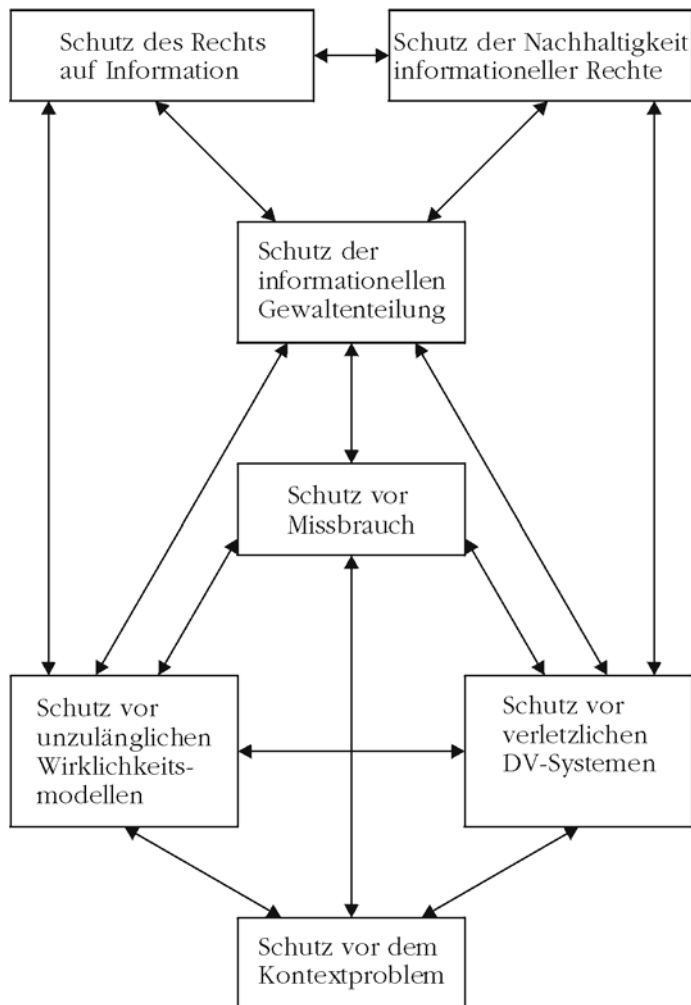 Schutz des Rechts
auf Information
Schutz der Nachhaltigkeit
informationeller Rechte
Schutz der
informationellen
Gewaltenteilung
Schutz vor
Missbrauch
Schutz vor
unzulänglichen
Wirklichkeits-
modellen
Schutz vor
verletzlichen
DV-Systemen
Schutz vor dem
Kontextproblem